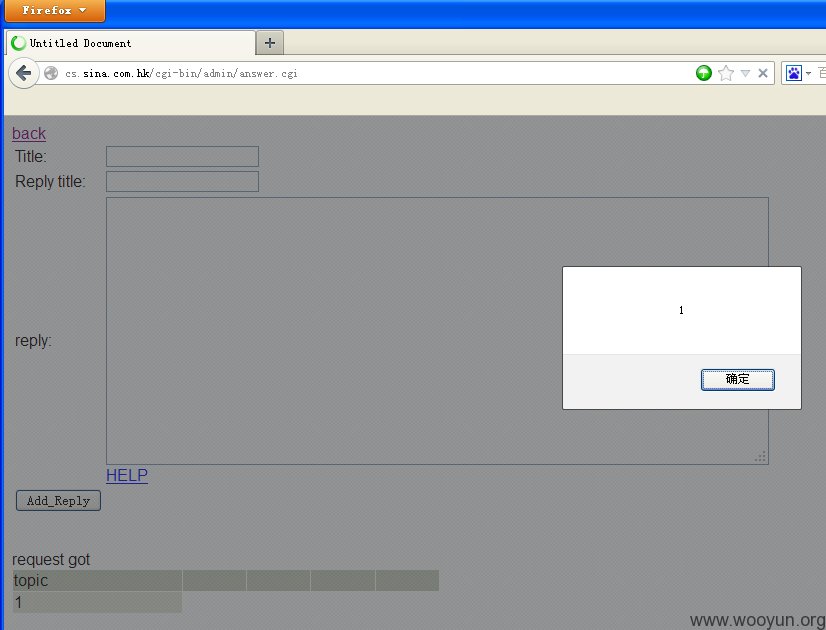 Firefox
Untitled Document
cs.sina.com.hk/cgi-bin/admin/answer.cgi
back
Title:
Reply title:
1
reply:
确定
HELP
Add_Reply
request got
topic
1
www.wooyun.org